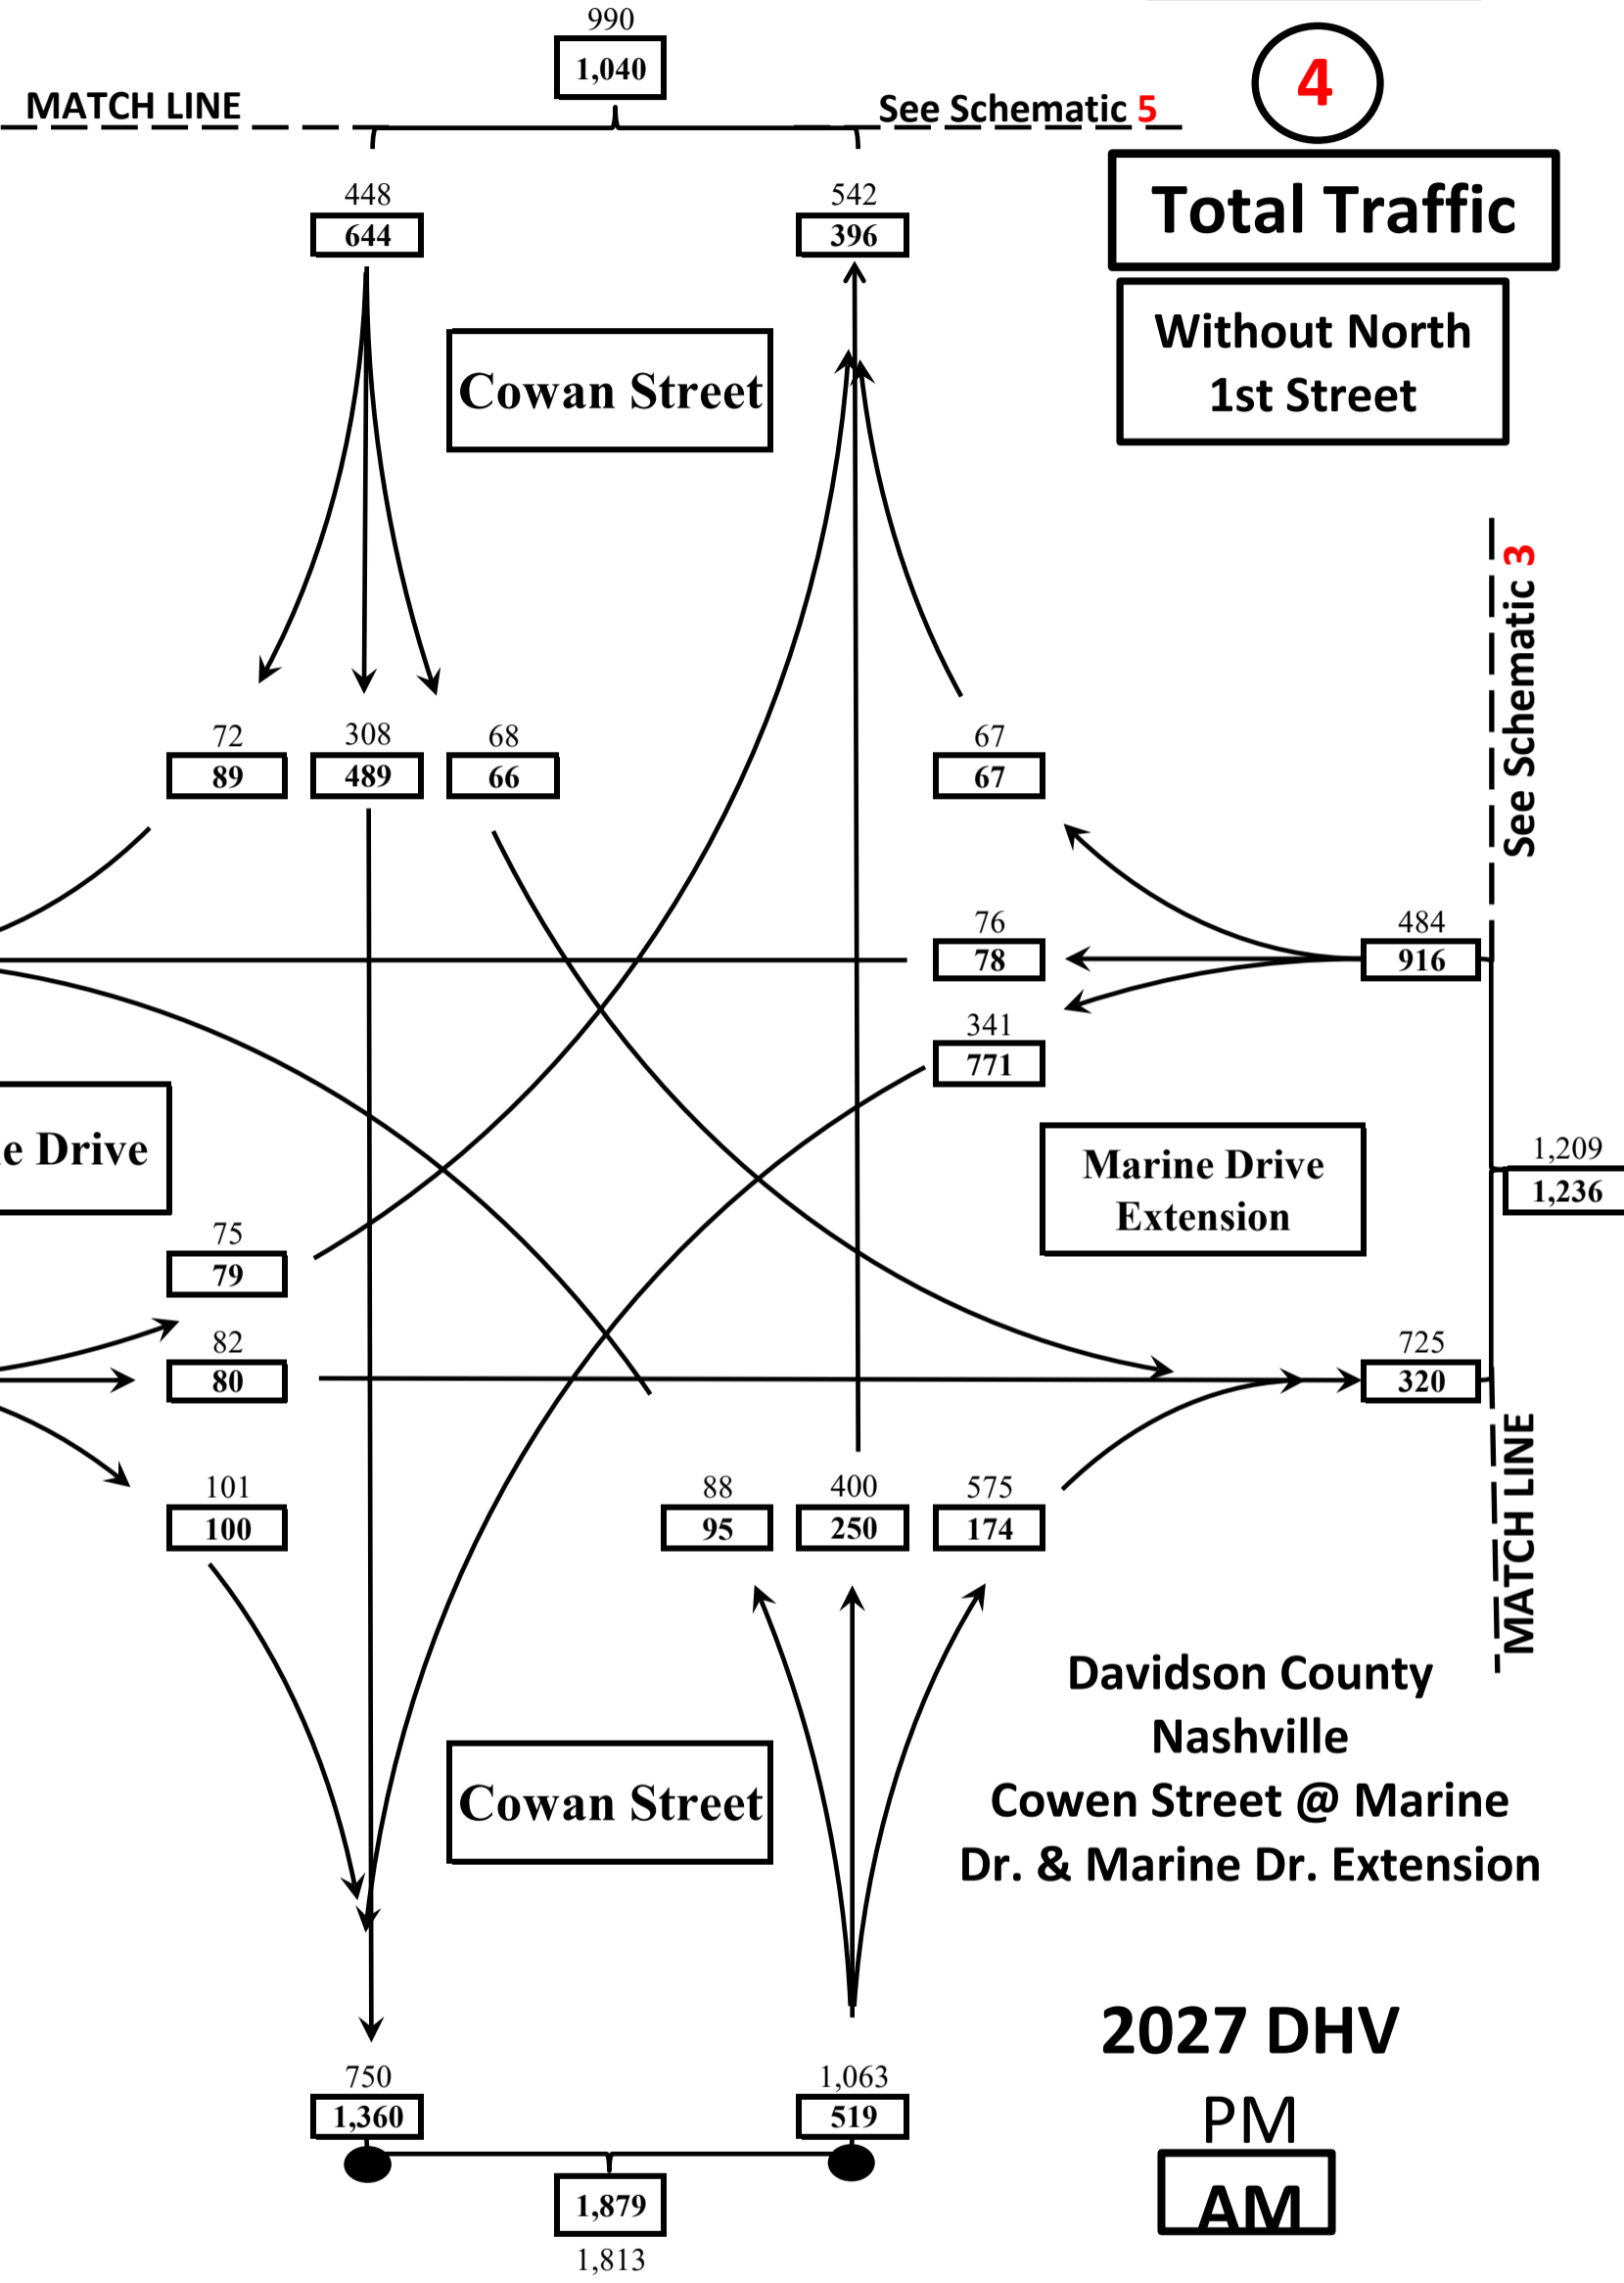 990
1,040
MATCH LINE
See Schematic 5
4
Total Traffic
Without North
1st Street
448
644
542
396
Cowan Street
See Schematic 3
72
89
308
489
68
66
67
67
76
78
484
916
341
771
e Drive
Marine Drive
Extension
1,209
1,236
75
79
82
80
725
320
101
100
88
95
400
250
575
174
MATCH LINE
Davidson County
Nashville
Cowen Street @ Marine
Dr. & Marine Dr. Extension
Cowan Street
2027 DHV
PM
AM
750
1,360
1,063
519
1,879
1,813